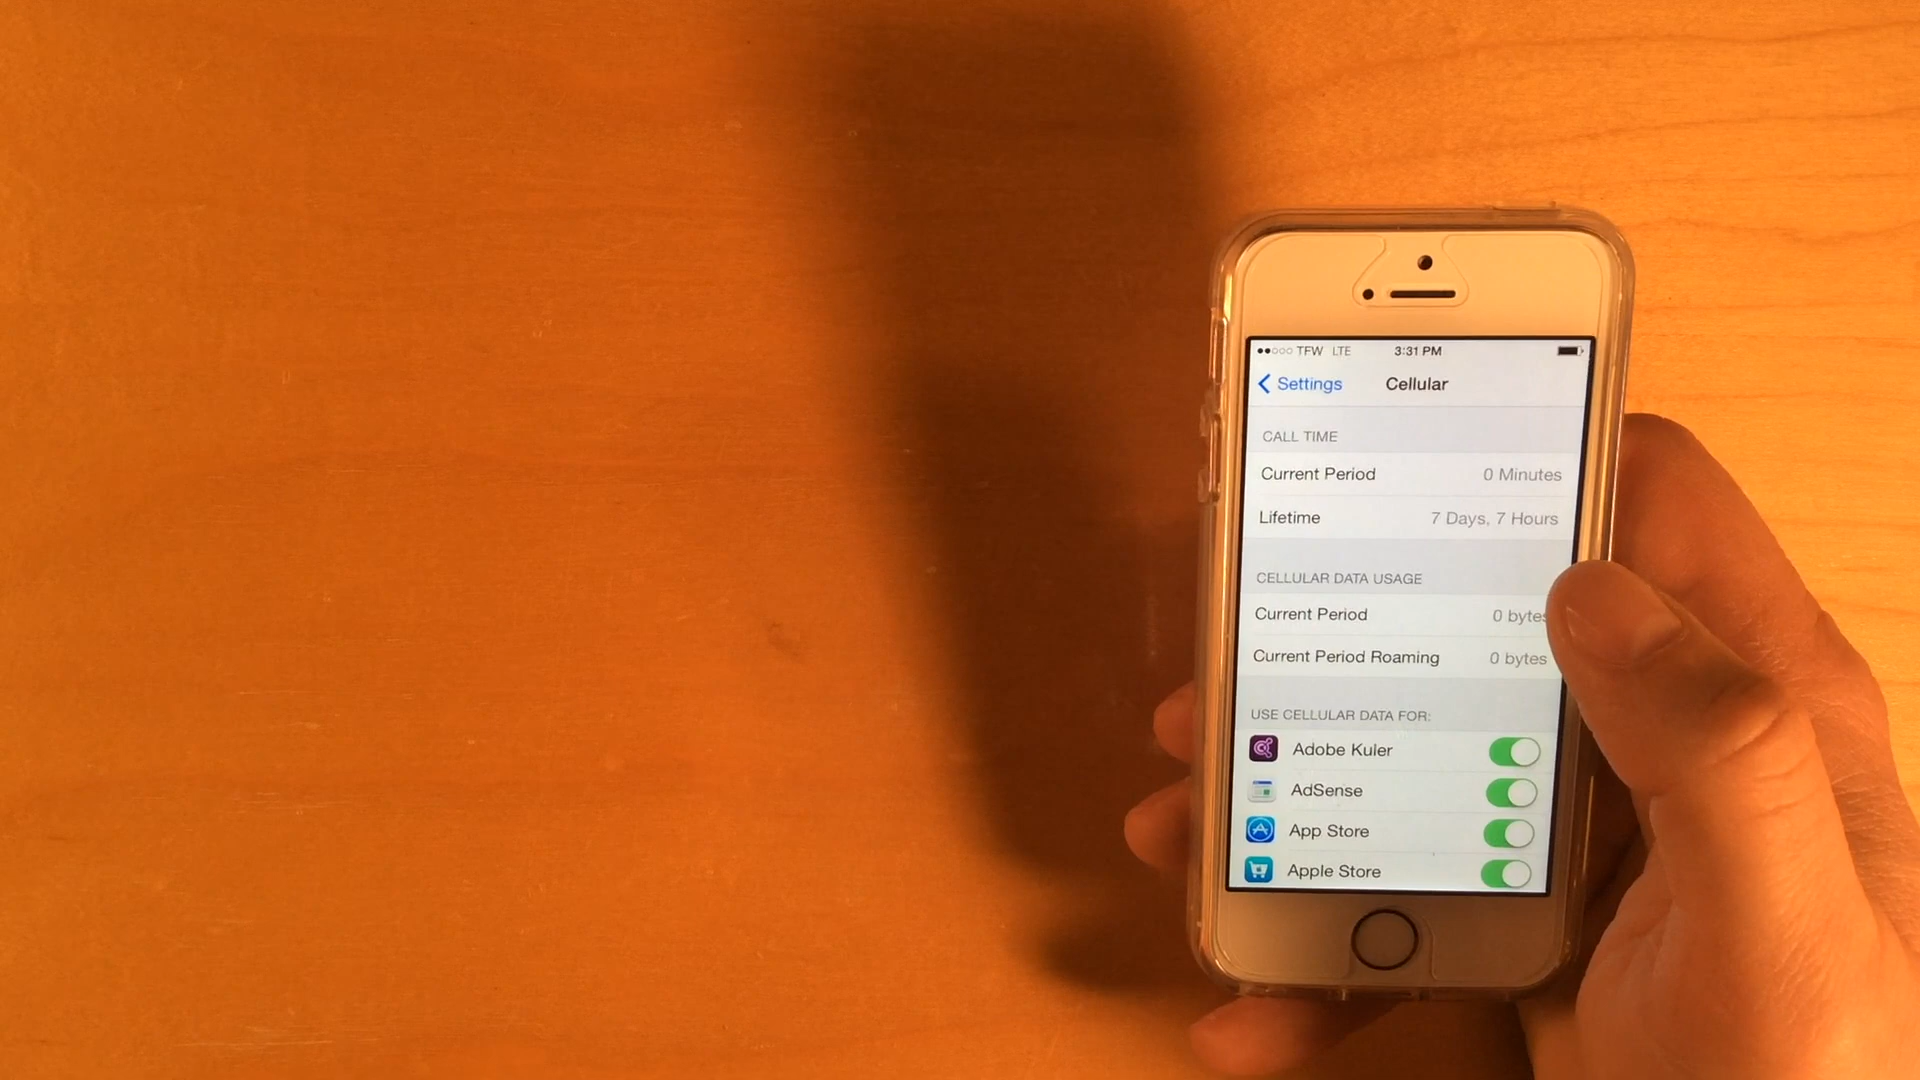 TFW LTE 3:31 PM
Settings Cellular
CALL TIME
Current Period 0 Minutes
Lifetime 7 Days, 7 Hours
CELLULAR DATA USAGE
Current Period 0 bytes
Current Period Roaming 0 bytes
USE CELLULAR DATA FOR:
Adobe Kuler
AdSense
App Store
Apple Store